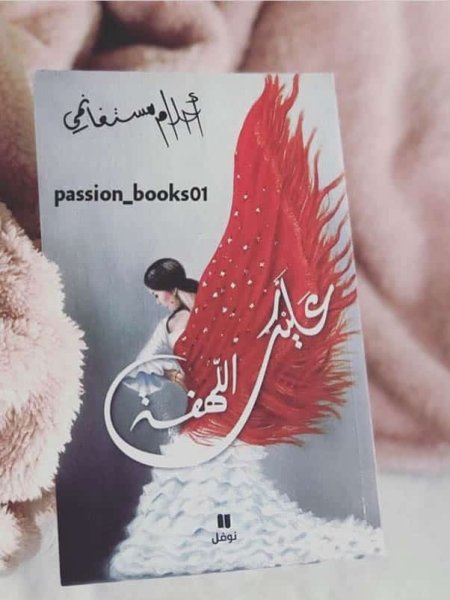 أحلام مستغانمي
passion_books01
عليك
اللهفة
نوفل